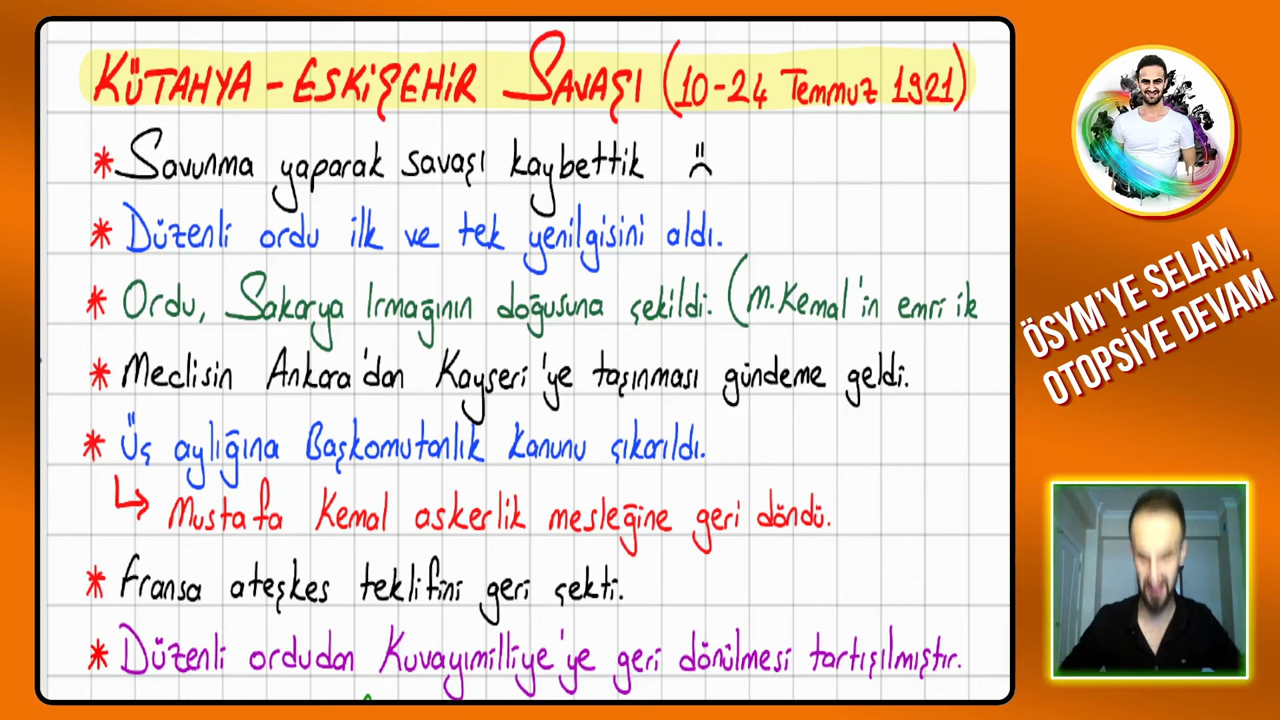 KÜTAHYA - ESKİŞEHİR SAVAŞI (10-24 Temmuz 1921)
* Savunma yaparak savaşı kaybettik
* Düzenli ordu ilk ve tek yenilgisini aldı.
* Ordu, Sakarya Irmağının doğusuna çekildi. (M.Kemal'in emri ik
* Meclisin Ankara'dan Kayseri'ye taşınması gündeme geldi.
* Üç aylığına Başkomutanlık Kanunu çıkarıldı.
↳ Mustafa Kemal askerlik mesleğine geri döndü.
* Fransa ateşkes teklifini geri çekti.
* Düzenli ordudan Kuvayımilliye'ye geri dönülmesi tartışılmıştır.
ÖSYM'YE SELAM,
OTOPSİYE DEVAM